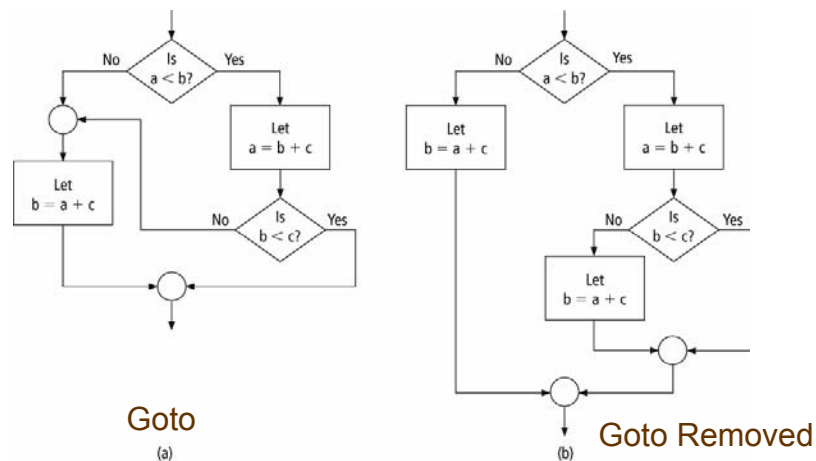 Is
a < b?
No
Yes
Let
a = b + c
Let
b = a + c
Is
b < c?
No
Yes
Goto
(a)
Is
a < b?
No
Yes
Let
b = a + c
Let
a = b + c
Is
b < c?
No
Yes
Let
b = a + c
Goto Removed
(b)